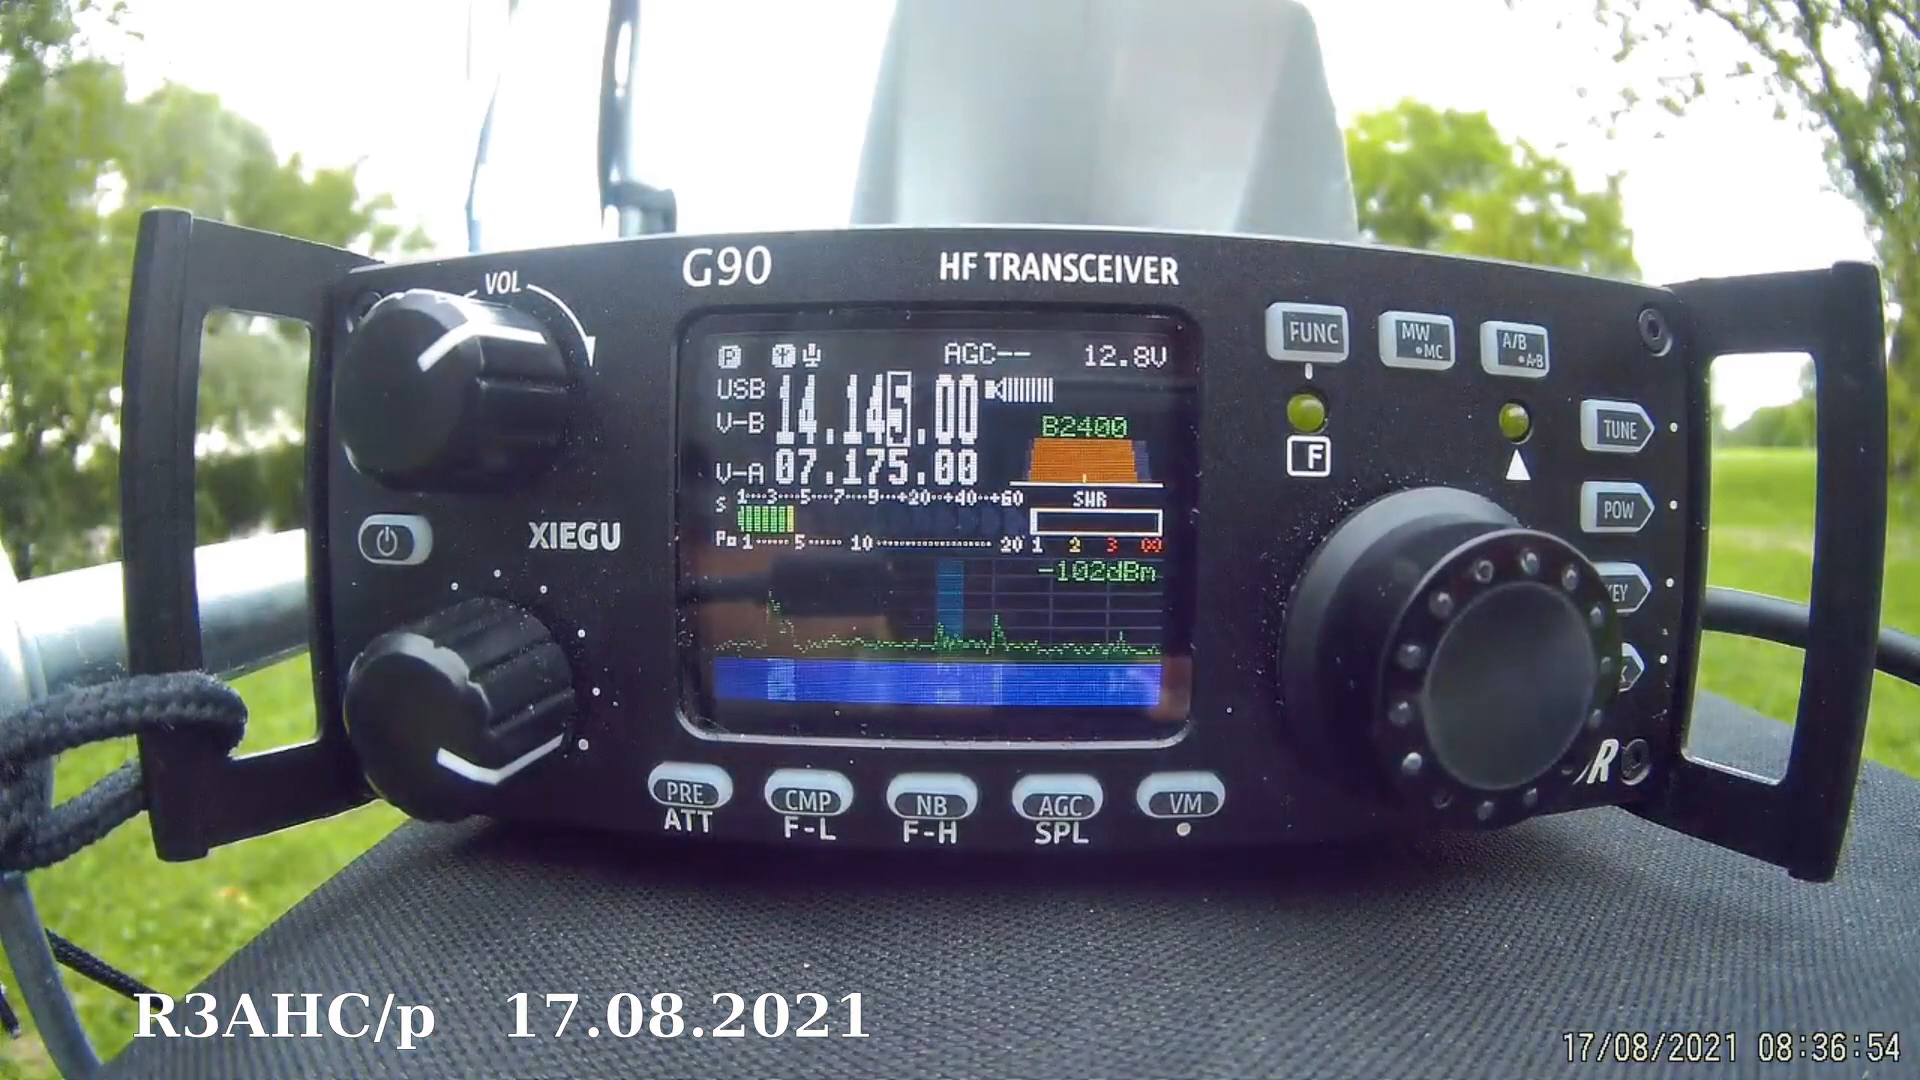 G90 HF TRANSCEIVER
VOL
FUNC MW •MC A/B •A›B
P AGC-- 12.8V
USB 14.145.00
V-B
B2400
V-A 07.175.00
S 1 3 5 7 9 +20 +40 +60 SWR
Po 1 5 10 20 1 2 3 ∞
-102dBm
XIEGU
F
TUNE
POW
KEY
PRE CMP NB AGC VM
ATT F-L F-H SPL
R3AHC/p 17.08.2021
17/08/2021 08:36:54